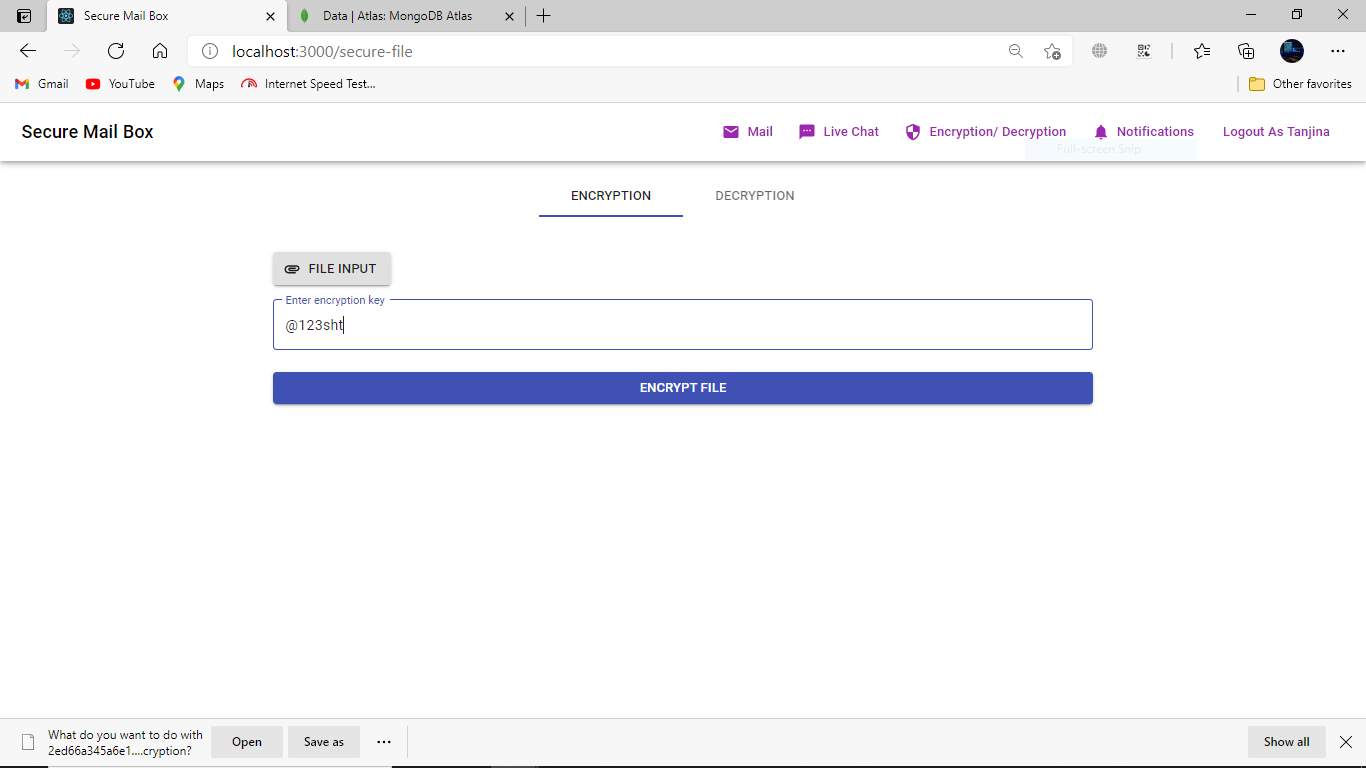 Secure Mail Box
Data | Atlas: MongoDB Atlas
localhost:3000/secure-file
Gmail YouTube Maps Internet Speed Test... Other favorites
Secure Mail Box Mail Live Chat Encryption/ Decryption Notifications Logout As Tanjina
Full-screen Snip
ENCRYPTION DECRYPTION
FILE INPUT
Enter encryption key
@123sht
ENCRYPT FILE
What do you want to do with
2ed66a345a6e1....cryption?
Open Save as Show all